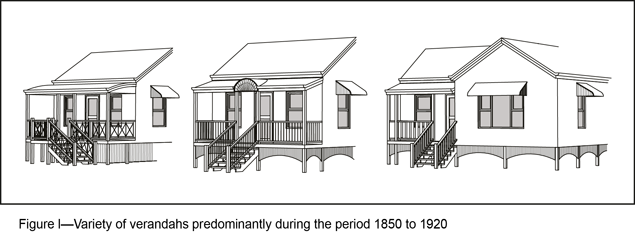 Figure I—Variety of verandahs predominantly during the period 1850 to 1920